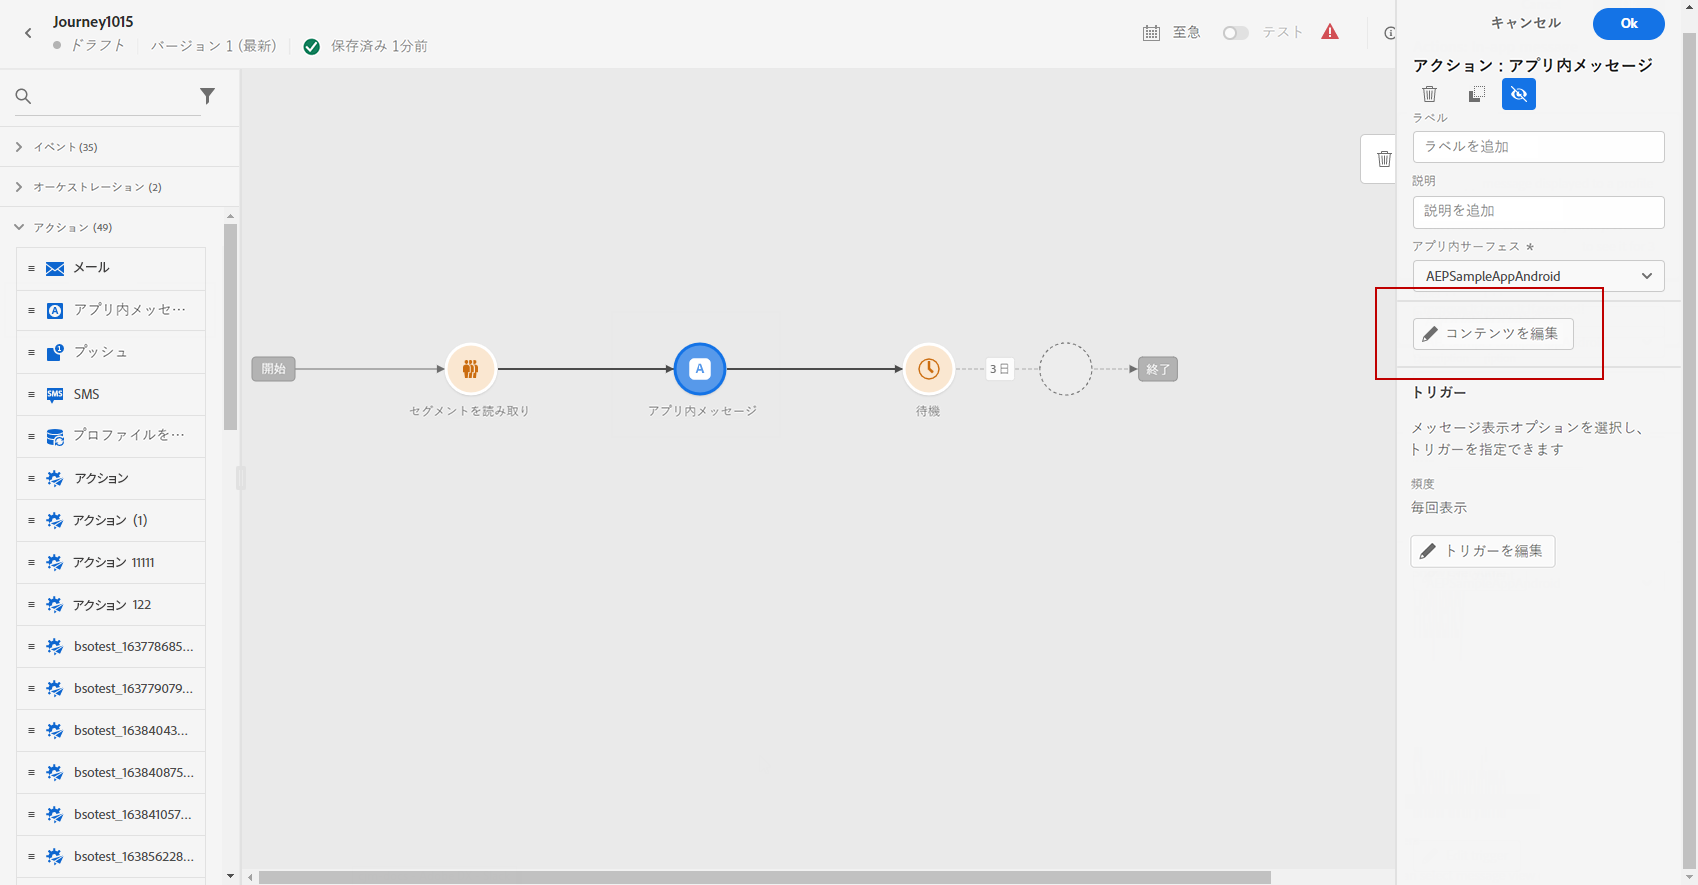 Journey1015
ドラフト
バージョン 1 (最新)
保存済み 1分前
至急
テスト
キャンセル
Ok
アクション : アプリ内メッセージ
ラベル
ラベルを追加
説明
説明を追加
アプリ内サーフェス *
AEPSampleAppAndroid
コンテンツを編集
トリガー
メッセージ表示オプションを選択し、
トリガーを指定できます
頻度
毎回表示
トリガーを編集
イベント (35)
オーケストレーション (2)
アクション (49)
メール
A
アプリ内メッセ…
1
プッシュ
SMS
SMS
プロファイルを…
アクション
アクション (1)
アクション 11111
アクション 122
bsotest_163778685...
bsotest_163779079...
bsotest_16384043...
bsotest_163840875...
bsotest_163841057...
bsotest_163856228...
開始
セグメントを読み取り
A
アプリ内メッセージ
待機
3 日
終了